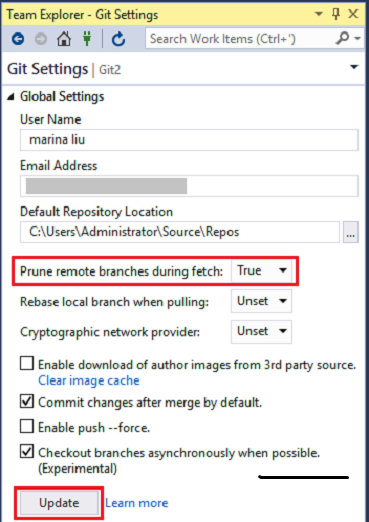 Team Explorer - Git Settings
Search Work Items (Ctrl+')
Git Settings | Git2
Global Settings
User Name
marina liu
Email Address
Default Repository Location
C:\Users\Administrator\Source\Repos
...
Prune remote branches during fetch: True
Rebase local branch when pulling: Unset
Cryptographic network provider: Unset
Enable download of author images from 3rd party source.
Clear image cache
Commit changes after merge by default.
Enable push --force.
Checkout branches asynchronously when possible.
(Experimental)
Update Learn more